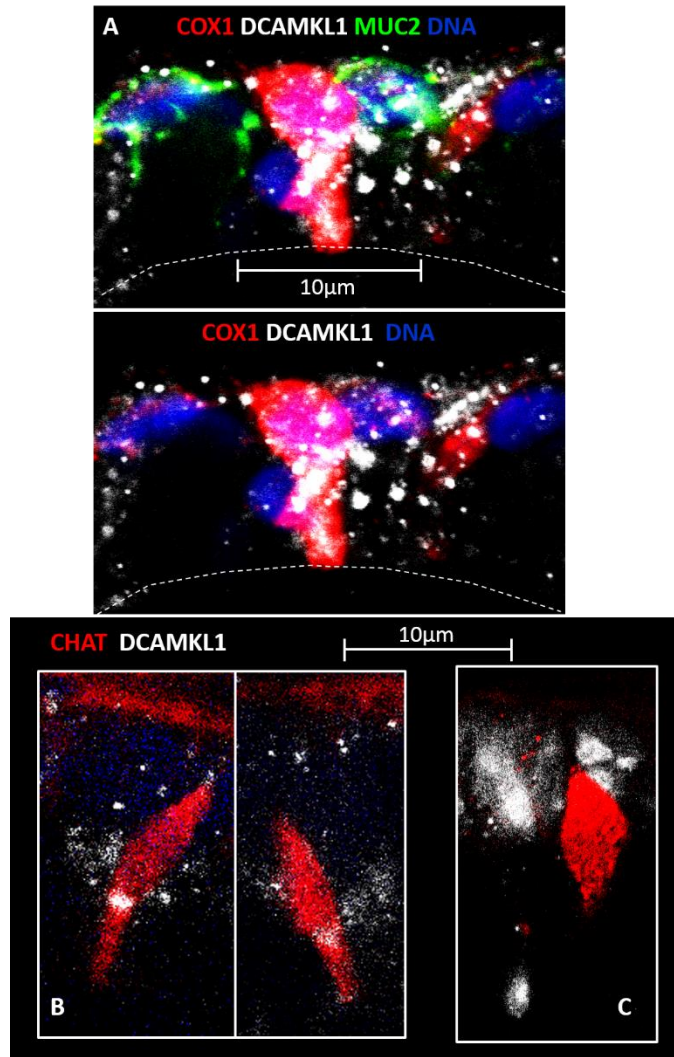 A COX1 DCAMKL1 MUC2 DNA
10µm
COX1 DCAMKL1 DNA
CHAT DCAMKL1 10µm
B C